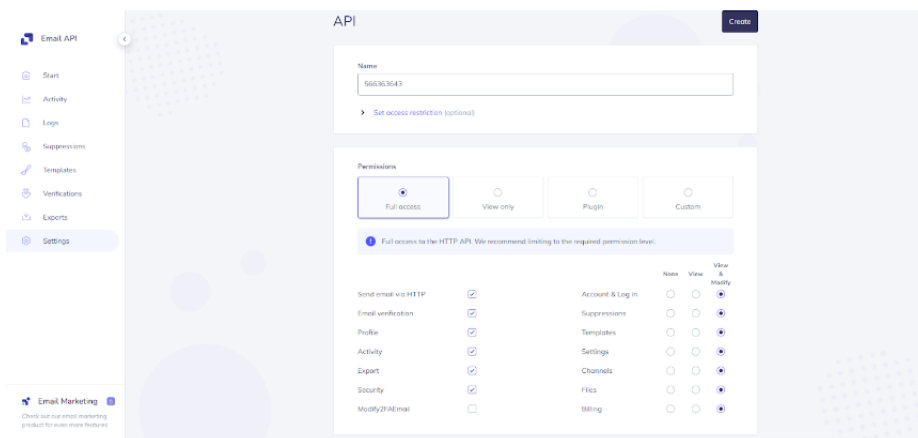 API
Create
Email API
Start
Activity
Logs
Suppressions
Templates
Verifications
Exports
Settings
Email Marketing
Check out our email marketing
product for even more features
Name
566363643
Set access restriction (optional)
Permissions
Full access
View only
Plugin
Custom
Full access to the HTTP API. We recommend limiting to the required permission level.
None View View & Modify
Send email via HTTP
Account & Log in
Email verification
Suppressions
Profile
Templates
Activity
Settings
Export
Channels
Security
Files
Modify2FAEmail
Billing